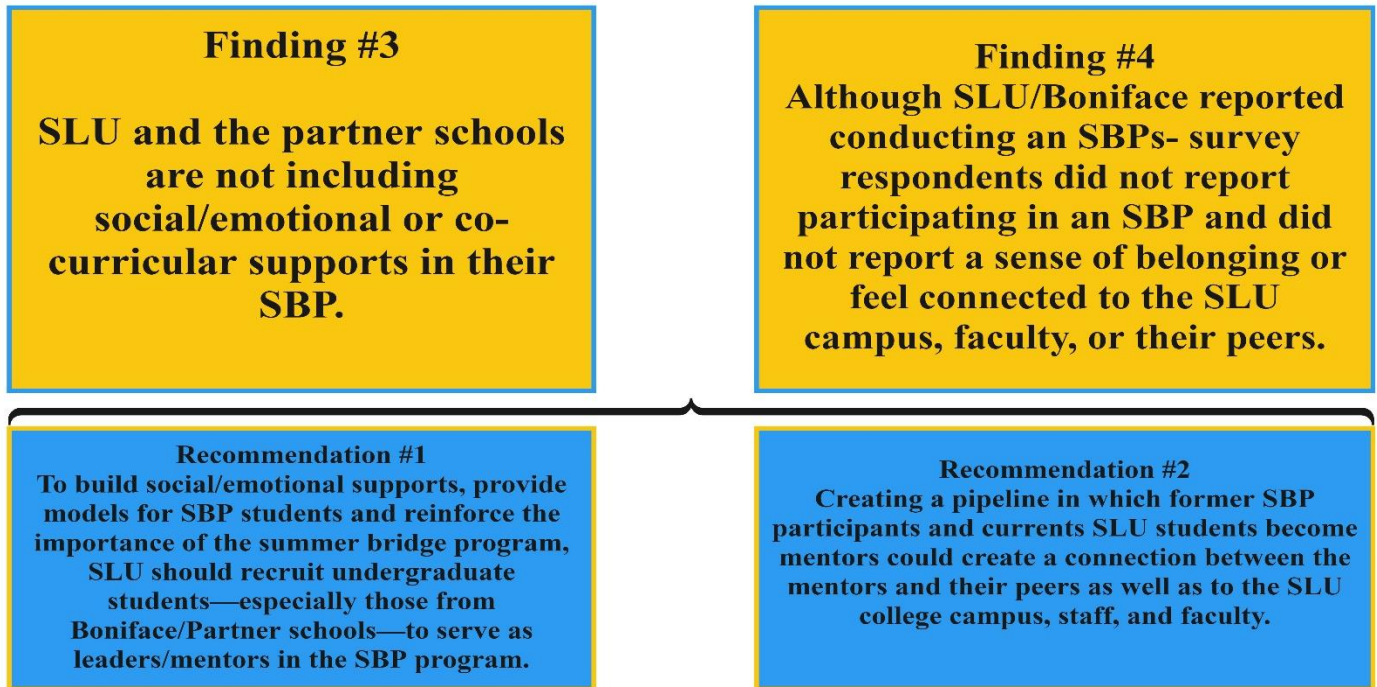 Finding #3
SLU and the partner schools
are not including
social/emotional or co-
curricular supports in their
SBP.
Finding #4
Although SLU/Boniface reported
conducting an SBPs- survey
respondents did not report
participating in an SBP and did
not report a sense of belonging or
feel connected to the SLU
campus, faculty, or their peers.
Recommendation #1
To build social/emotional supports, provide
models for SBP students and reinforce the
importance of the summer bridge program,
SLU should recruit undergraduate
students—especially those from
Boniface/Partner schools—to serve as
leaders/mentors in the SBP program.
Recommendation #2
Creating a pipeline in which former SBP
participants and currents SLU students become
mentors could create a connection between the
mentors and their peers as well as to the SLU
college campus, staff, and faculty.